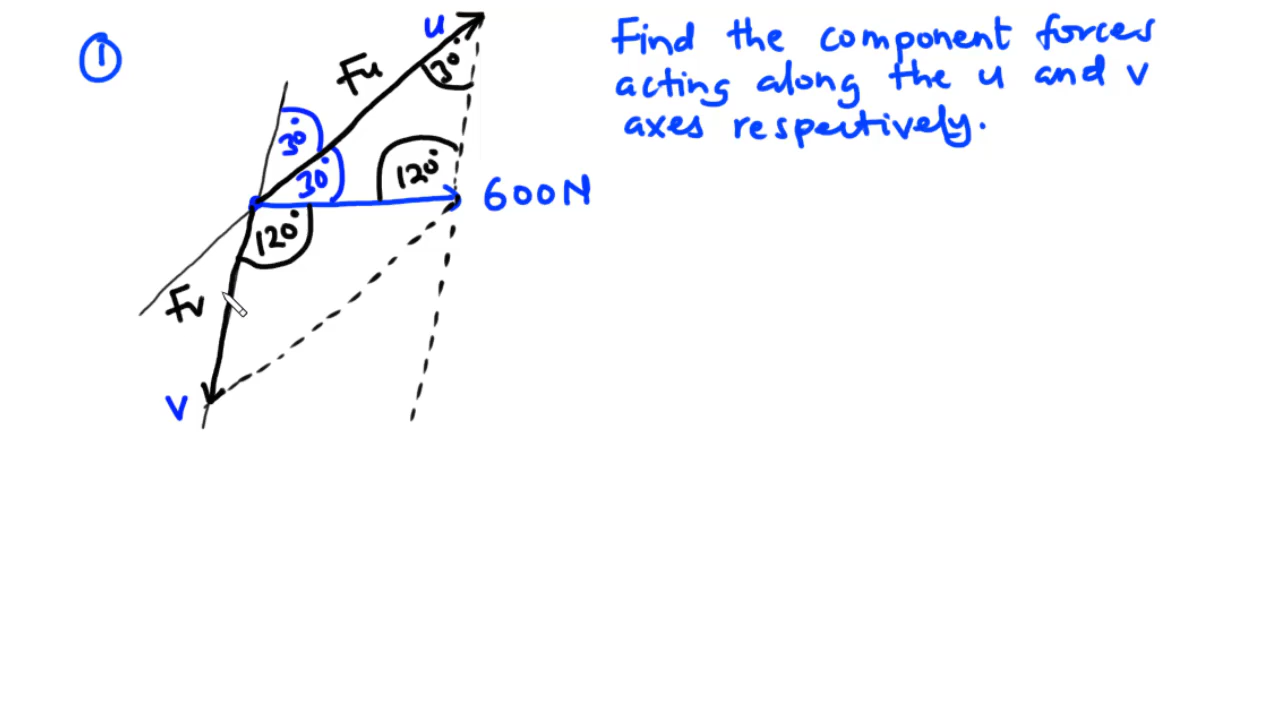 ①
u
Find the component forces
acting along the u and v
axes respectively.
Fu
30°
30°
30°
120°
600N
120°
Fv
v